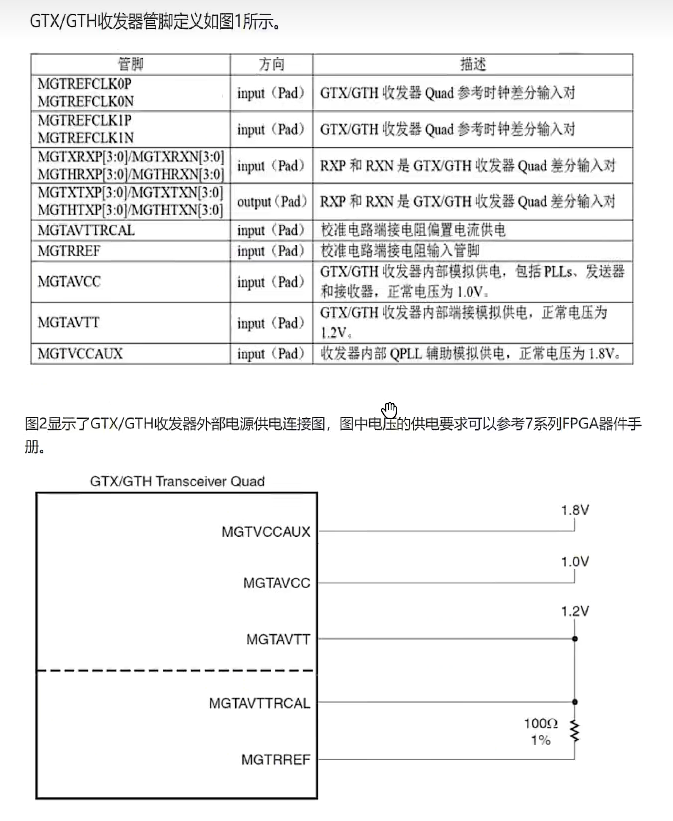 GTX/GTH收发器管脚定义如图1所示。
管脚 方向 描述
MGTREFCLK0P
MGTREFCLK0N
input（Pad） GTX/GTH 收发器 Quad 参考时钟差分输入对
MGTREFCLK1P
MGTREFCLK1N
input（Pad） GTX/GTH 收发器 Quad 参考时钟差分输入对
MGTXRXP[3:0]/MGTXRXN[3:0]
MGTHRXP[3:0]/MGTHRXN[3:0]
input（Pad） RXP 和 RXN 是 GTX/GTH 收发器 Quad 差分输入对
MGTXTXP[3:0]/MGTXTXN[3:0]
MGTHTXP[3:0]/MGTHTXN[3:0]
output（Pad） RXP 和 RXN 是 GTX/GTH 收发器 Quad 差分输入对
MGTAVTTRCAL input（Pad） 校准电路端接电阻偏置电流供电
MGTRREF input（Pad） 校准电路端接电阻输入管脚
MGTAVCC input（Pad） GTX/GTH 收发器内部模拟供电，包括 PLLs、发送器
和接收器，正常电压为 1.0V。
MGTAVTT input（Pad） GTX/GTH 收发器内部端接模拟供电，正常电压为
1.2V。
MGTVCCAUX input（Pad） 收发器内部 QPLL 辅助模拟供电，正常电压为 1.8V。
图2显示了GTX/GTH收发器外部电源供电连接图，图中电压的供电要求可以参考7系列FPGA器件手
册。
GTX/GTH Transceiver Quad
1.8V
MGTVCCAUX
1.0V
MGTAVCC
1.2V
MGTAVTT
MGTAVTTRCAL
100Ω
1%
MGTRREF